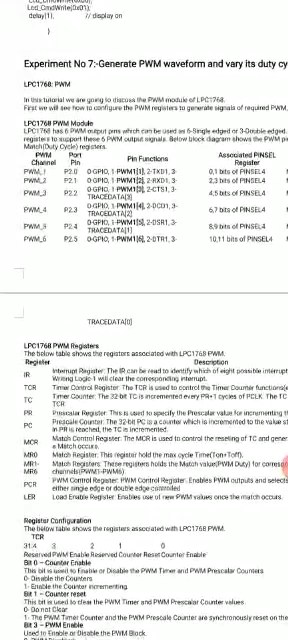 Lcd_CmdWrite(0x80);
Lcd_CmdWrite(0x01);
delay(1); // display on
}
Experiment No 7:-Generate PWM waveform and vary its duty cy
LPC1768: PWM
In this tutorial we are going to discuss the PWM module of LPC1768.
First we will see how to configure the PWM registers to generate signals of required PWM,
LPC1768 PWM Module
LPC1768 has 6 PWM output pins which can be used as 6-Single edged or 3-Double edged.
registers to support these 6 PWM output signals. Below block diagram shows the PWM pi
Match(Duty Cycle) registers.
PWM Channel Port Pin Pin Functions Associated PINSEL Register
PWM_1 P2.0 0-GPIO, 1-PWM1[1], 2-TXD1, 3- 0,1 bits of PINSEL4
PWM_2 P2.1 0-GPIO, 1-PWM1[2], 2-RXD1, 3- 2,3 bits of PINSEL4
PWM_3 P2.2 0-GPIO, 1-PWM1[3], 2-CTS1, 3- 4,5 bits of PINSEL4
TRACEDATA[3]
PWM_4 P2.3 0-GPIO, 1-PWM1[4], 2-DCD1, 3- 6,7 bits of PINSEL4
TRACEDATA[2]
PWM_5 P2.4 0-GPIO, 1-PWM1[5], 2-DSR1, 3- 8,9 bits of PINSEL4
TRACEDATA[1]
PWM_6 P2.5 0-GPIO, 1-PWM1[6], 2-DTR1, 3- 10,11 bits of PINSEL4
TRACEDATA[0]
LPC1768 PWM Registers
The below table shows the registers associated with LPC1768 PWM.
Register Description
IR Interrupt Register: The IR can be read to identify which of eight possible interrupt
Writing Logic-1 will clear the corresponding interrupt.
TCR Timer Control Register: The TCR is used to control the Timer Counter functions(e
TC Timer Counter: The 32-bit TC is incremented every PR+1 cycles of PCLK. The TC
TCR
PR Prescalar Register: This is used to specify the Prescalar value for incrementing th
PC Prescale Counter: The 32-bit PC is a counter which is incremented to the value st
in PR is reached, the TC is incremented.
MCR Match Control Register: The MCR is used to control the reseting of TC and gener
a Match occurs.
MR0 Match Register: This register hold the max cycle Time(Ton+Toff).
MR1- MR6 Match Registers: These registers holds the Match value(PWM Duty) for corresp
channels(PWM1-PWM6).
PCR PWM Control Register: PWM Control Register. Enables PWM outputs and selects
either single edge or double edge controlled
LER Load Enable Register: Enables use of new PWM values once the match occurs.
Register Configuration
The below table shows the registers associated with LPC1768 PWM.
TCR
31:4 3 2 1 0
Reserved PWM Enable Reserved Counter Reset Counter Enable
Bit 0 – Counter Enable
This bit is used to Enable or Disable the PWM Timer and PWM Prescalar Counters
0- Disable the Counters
1- Enable the Counter incrementing.
Bit 1 – Counter reset
This bit is used to clear the PWM Timer and PWM Prescalar Counter values.
0- Do not Clear.
1- The PWM Timer Counter and the PWM Prescale Counter are synchronously reset on the
Bit 3 – PWM Enable
Used to Enable or Disable the PWM Block.